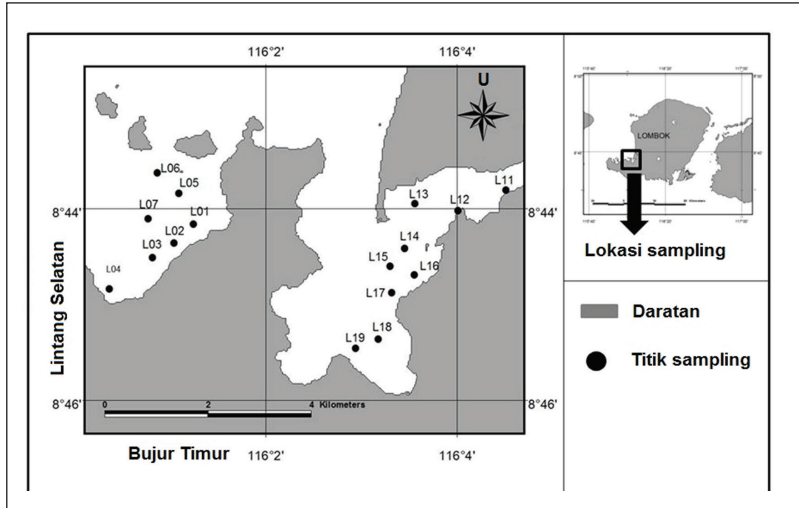 116°2'
116°4'
U
L06
L05
L07
L01
L02
L03
L04
L11
L13
L12
L14
L15
L16
L17
L18
L19
8°44'
8°44'
8°46'
8°46'
Lintang Selatan
0 2 4 Kilometers
116°2'
116°4'
Bujur Timur
LOMBOK
Lokasi sampling
Daratan
Titik sampling